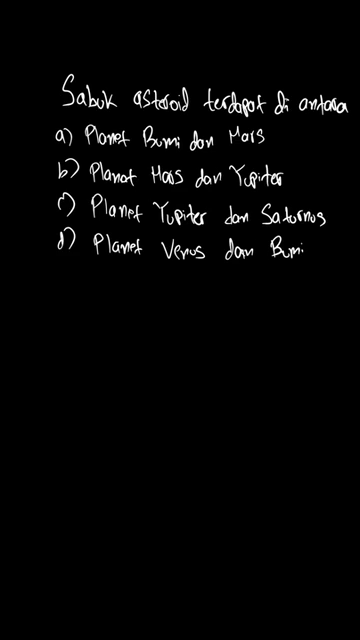 Sabuk asteroid terdapat di antara
a) Planet Bumi dan Mars
b) Planet Mars dan Yupiter
c) Planet Yupiter dan Saturnus
d) Planet Venus dan Bumi